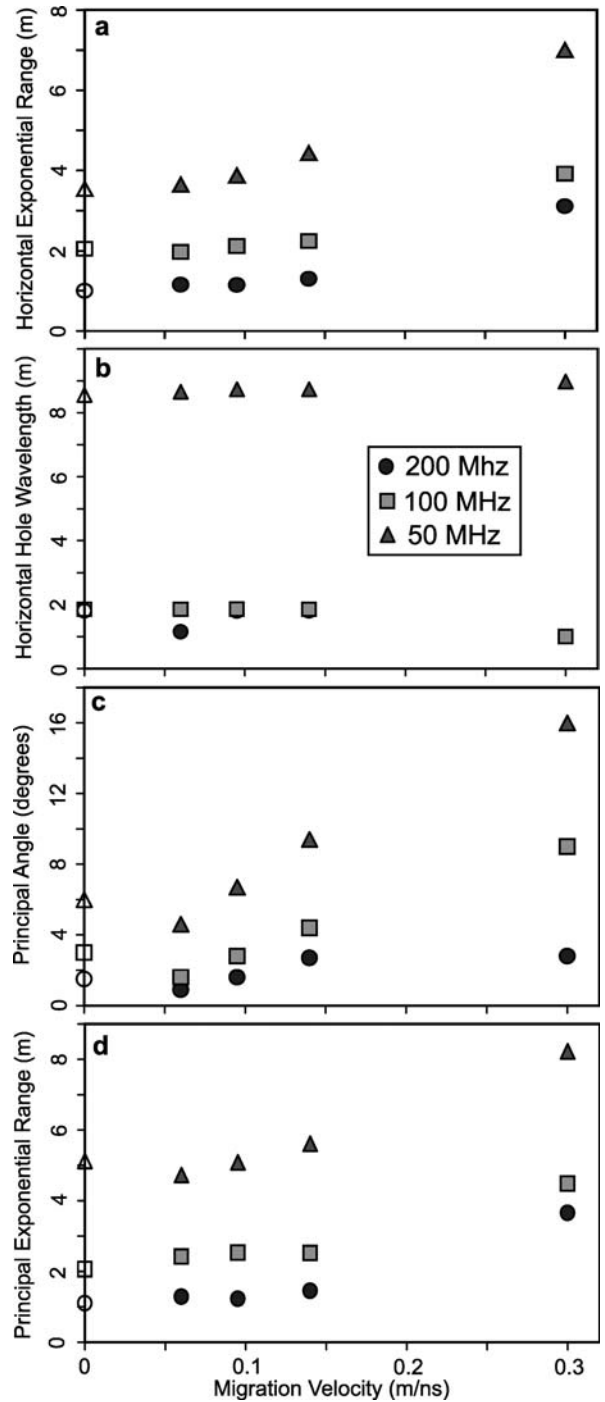 a
Horizontal Exponential Range (m)
8
6
4
2
0
b
Horizontal Hole Wavelength (m)
8
6
4
2
0
200 Mhz
100 MHz
50 MHz
c
Principal Angle (degrees)
16
12
8
4
0
d
Principal Exponential Range (m)
8
6
4
2
0
0 0.1 0.2 0.3
Migration Velocity (m/ns)